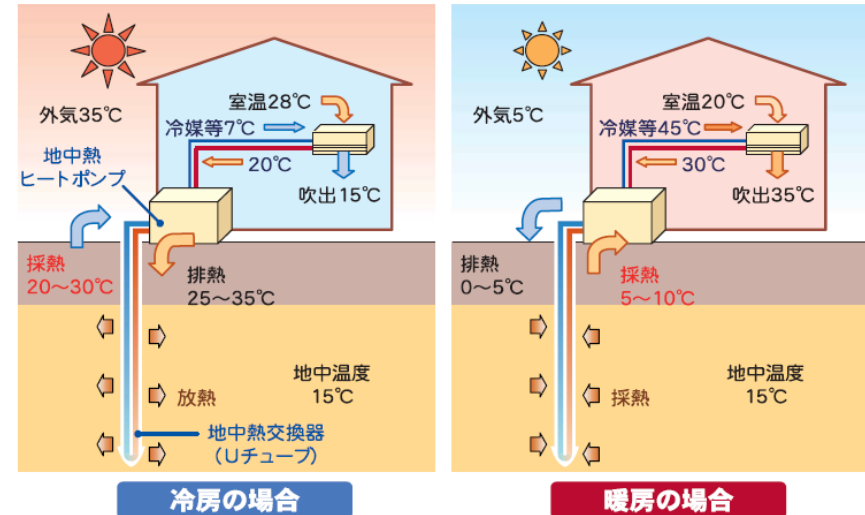 外気35℃
室温28℃
冷媒等7℃
20℃
吹出15℃
地中熱
ヒートポンプ
採熱
20～30℃
排熱
25～35℃
放熱
地中温度
15℃
地中熱交換器
（Uチューブ）
冷房の場合
外気5℃
室温20℃
冷媒等45℃
30℃
吹出35℃
排熱
0～5℃
採熱
5～10℃
採熱
地中温度
15℃
暖房の場合